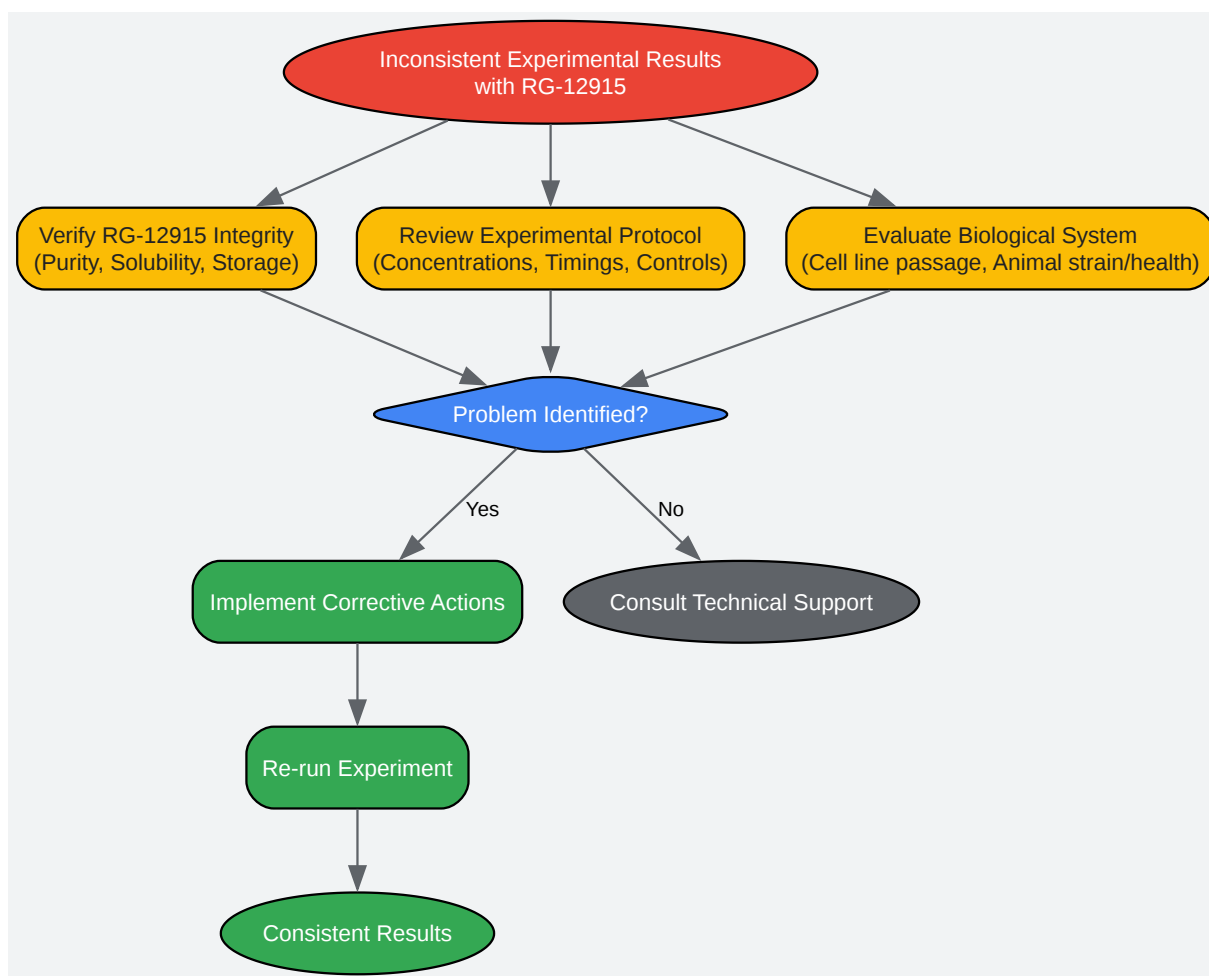 Inconsistent Experimental Results
with RG-12915
Verify RG-12915 Integrity
(Purity, Solubility, Storage)
Review Experimental Protocol
(Concentrations, Timings, Controls)
Evaluate Biological System
(Cell line passage, Animal strain/health)
Problem Identified?
Yes
No
Implement Corrective Actions
Consult Technical Support
Re-run Experiment
Consistent Results